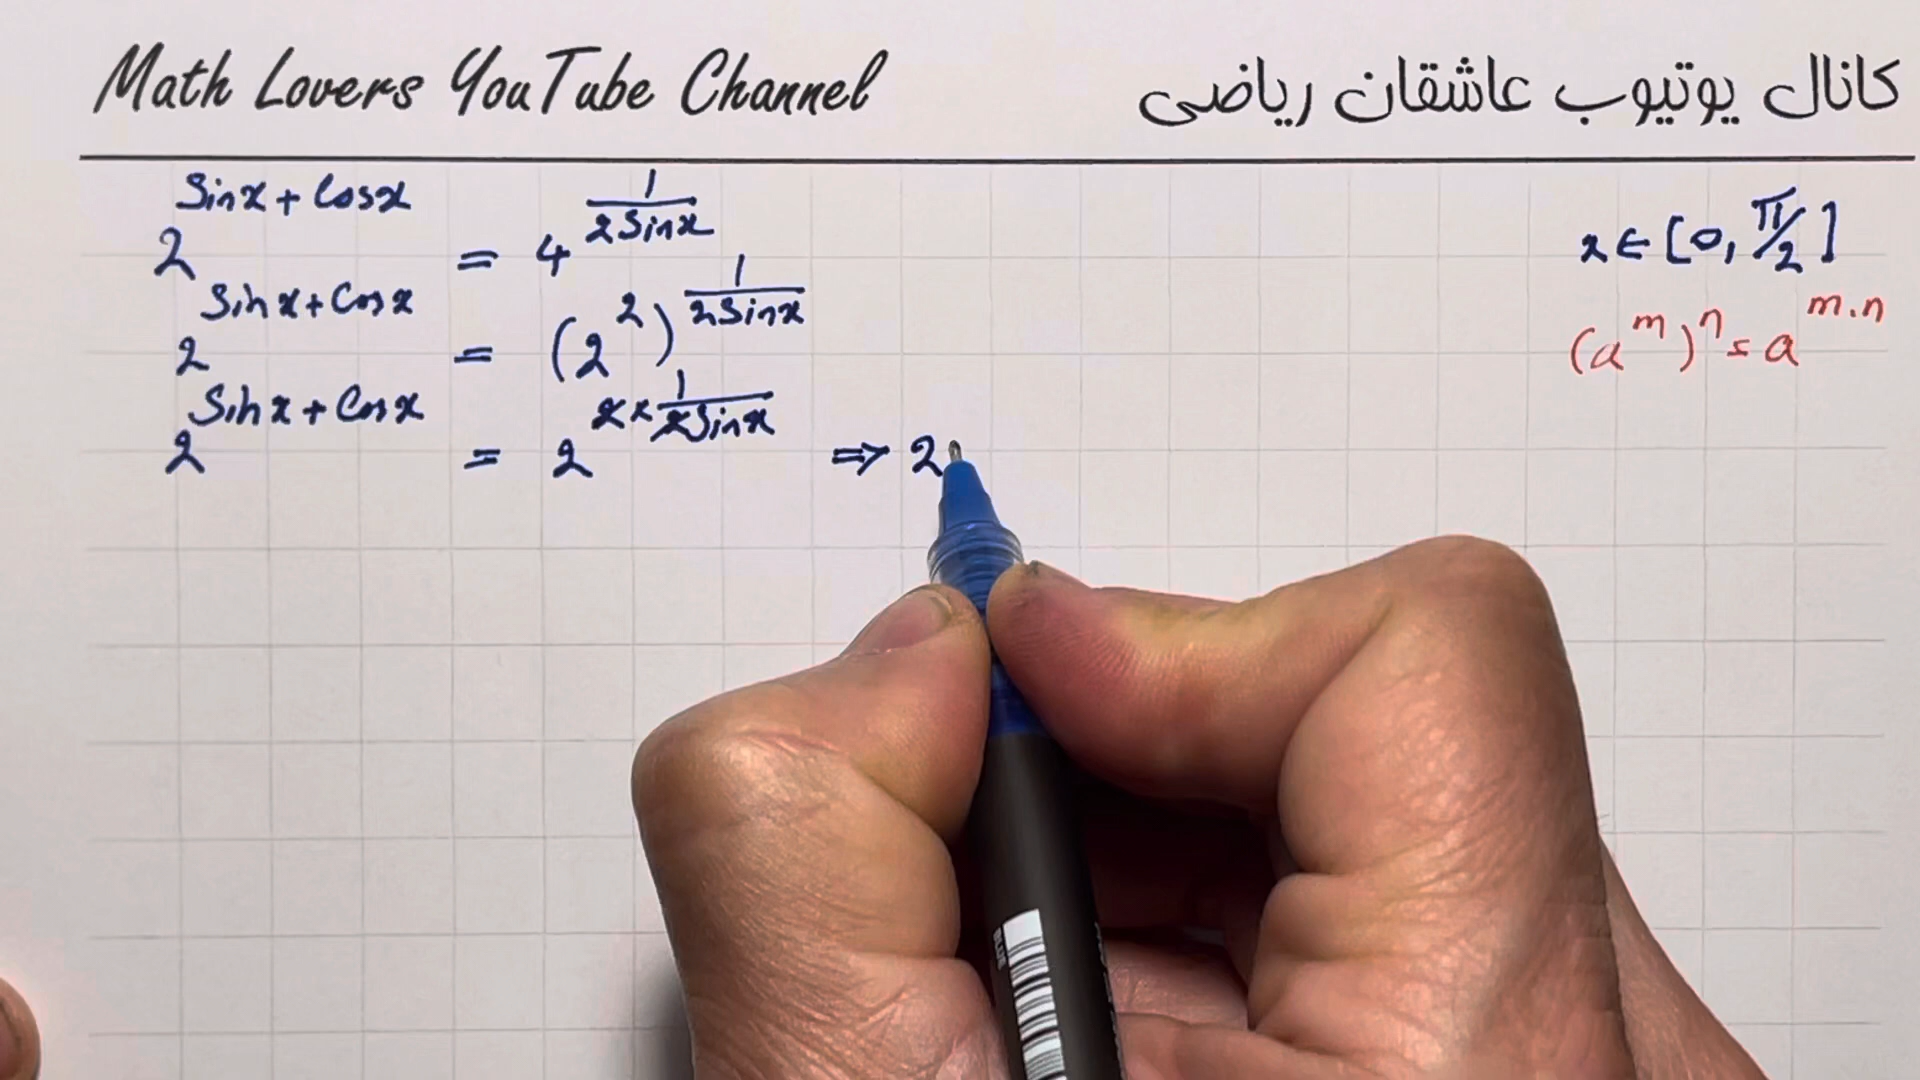 Math Lovers YouTube Channel
کانال یوتیوب عاشقان ریاضی
2^(Sinx + Cosx) = 4^(1/(2Sinx))
x ∈ [0, π/2]
2^(Sinx + Cosx) = (2^2)^(1/(2Sinx))
(a^m)^n = a^(m.n)
2^(Sinx + Cosx) = 2^(2 × 1/(2Sinx)) ⇒ 2
BLUE